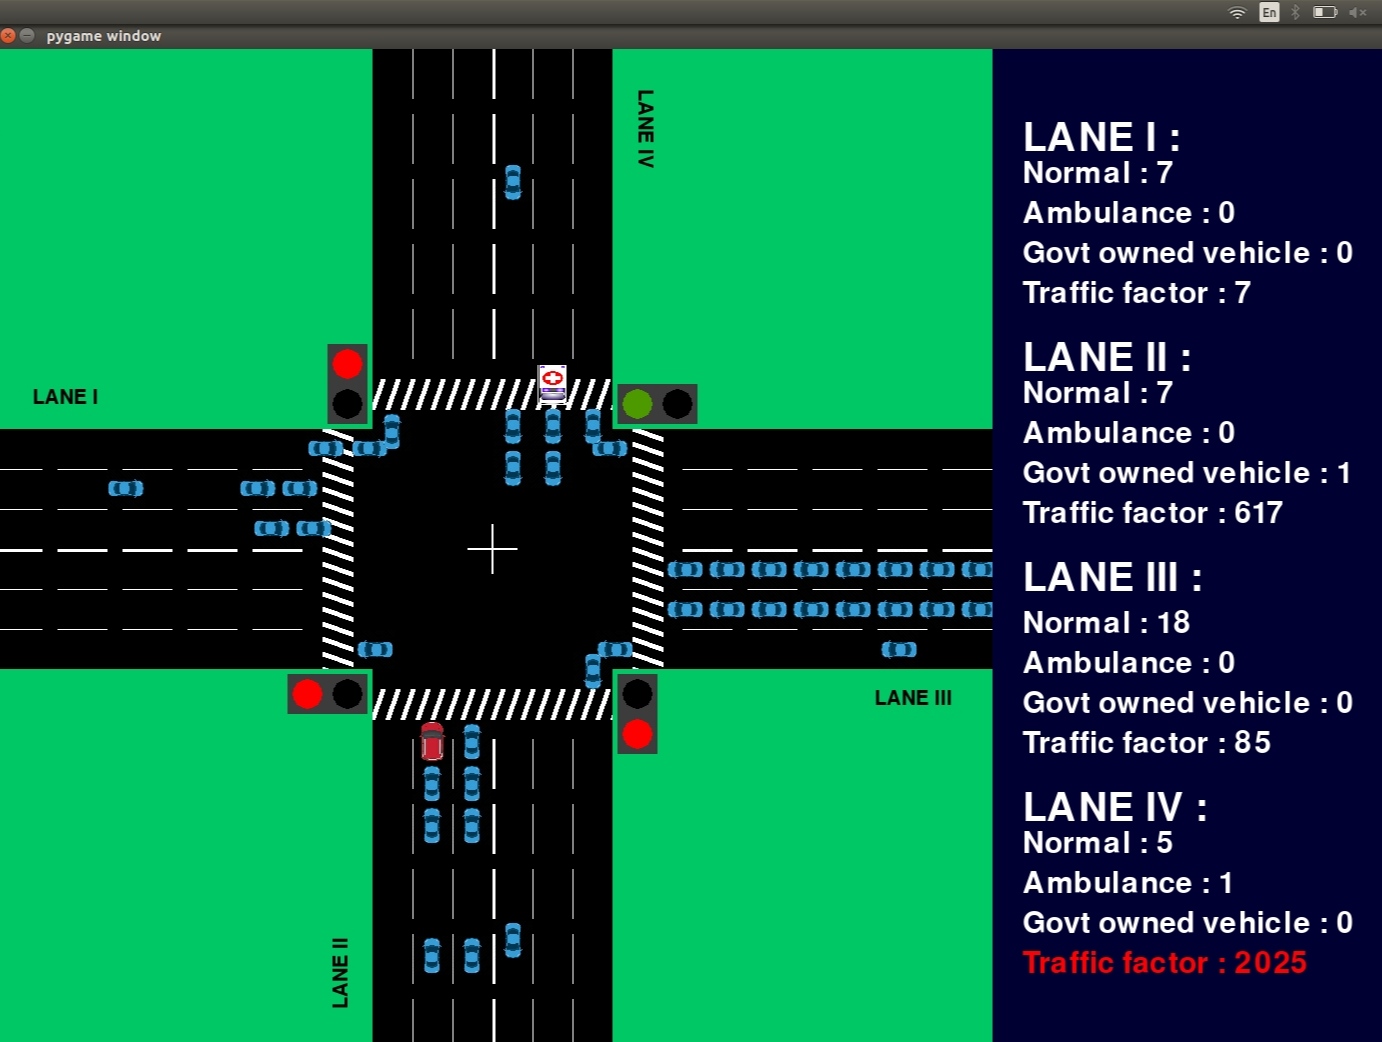 En
pygame window
LANE IV
LANE I
LANE III
LANE II
LANE I :
Normal : 7
Ambulance : 0
Govt owned vehicle : 0
Traffic factor : 7
LANE II :
Normal : 7
Ambulance : 0
Govt owned vehicle : 1
Traffic factor : 617
LANE III :
Normal : 18
Ambulance : 0
Govt owned vehicle : 0
Traffic factor : 85
LANE IV :
Normal : 5
Ambulance : 1
Govt owned vehicle : 0
Traffic factor : 2025